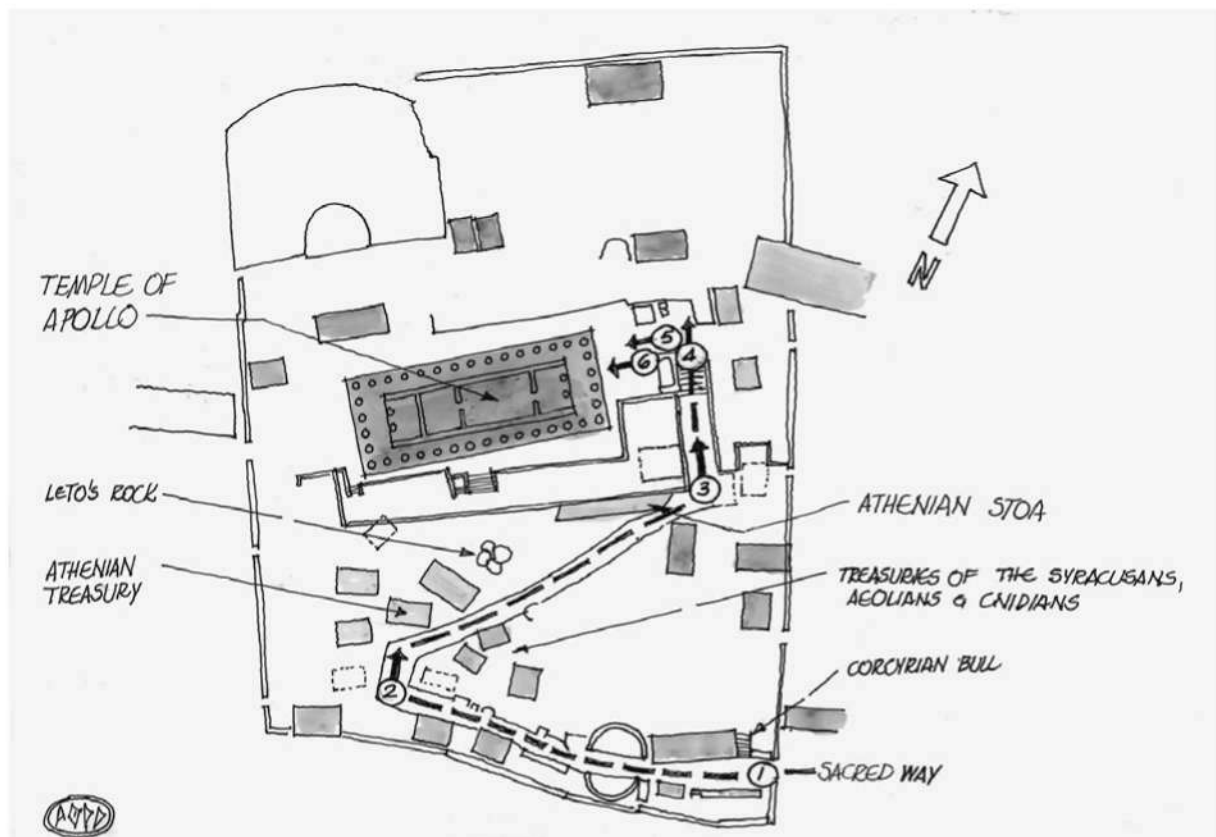 N
TEMPLE OF
APOLLO
5
6
4
3
LETO'S ROCK
ATHENIAN STOA
ATHENIAN
TREASURY
TREASURIES OF THE SYRACUSANS,
AEOLIANS & CNIDIANS
CORCYRIAN BULL
2
1
SACRED WAY